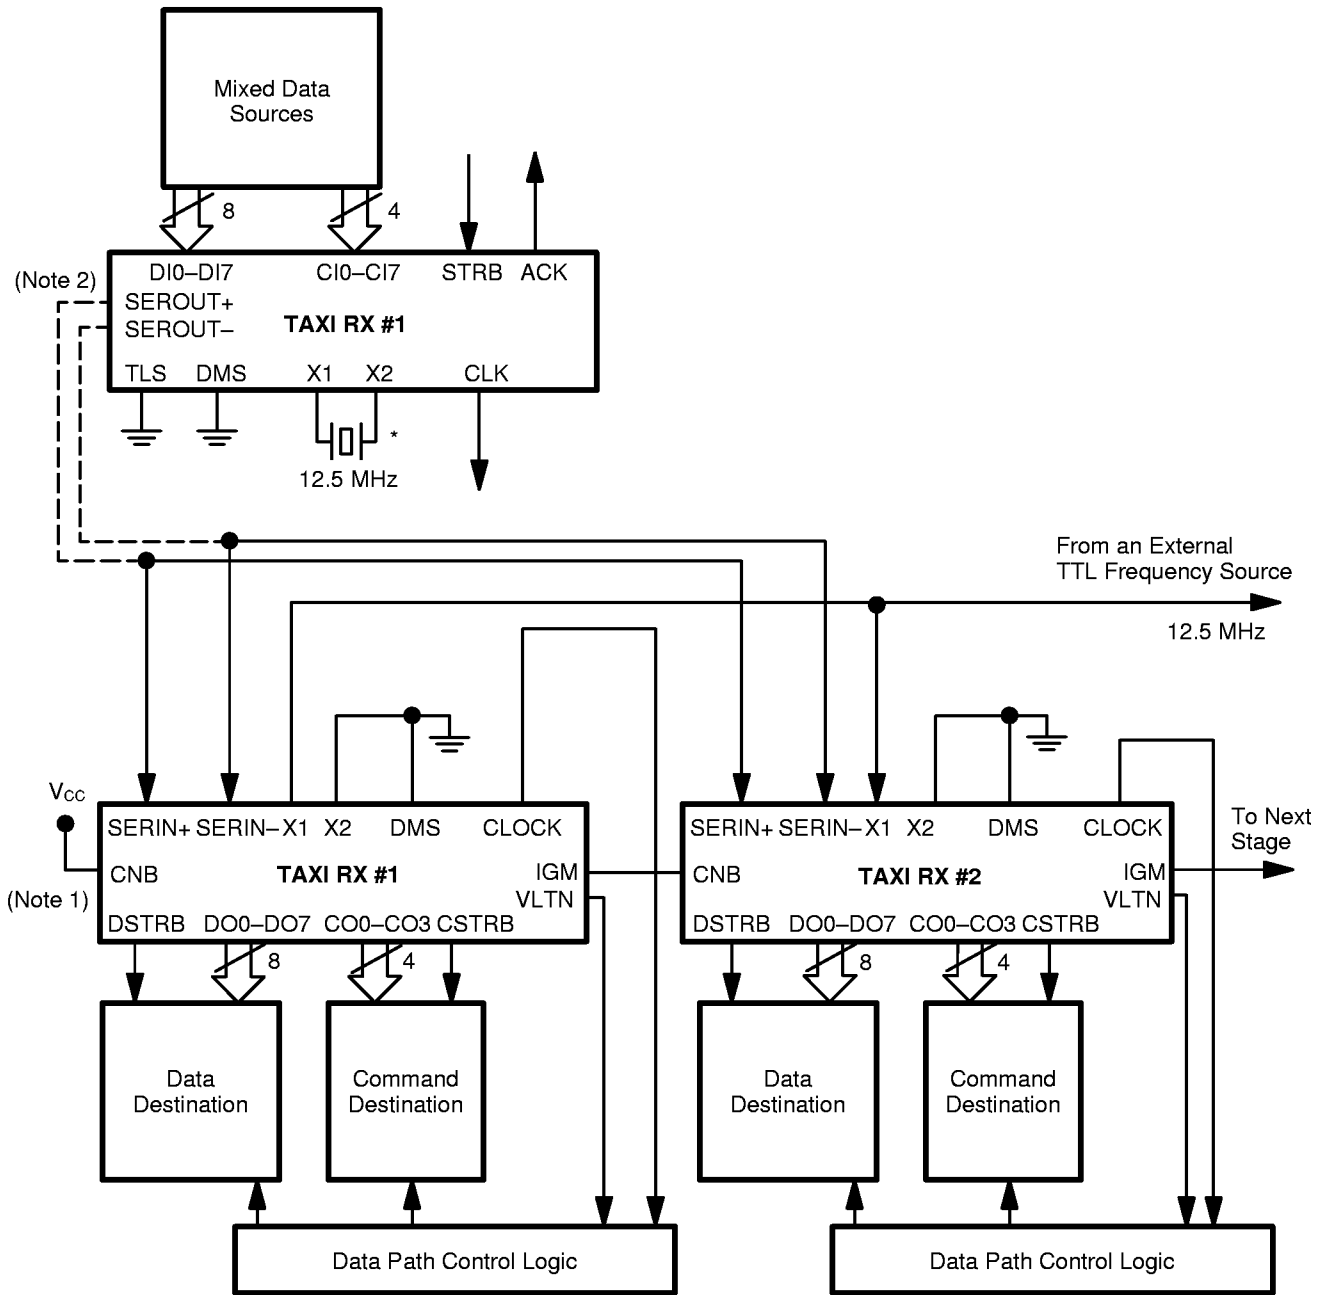 Mixed Data
Sources
8
4
(Note 2)
DI0–DI7
CI0–CI7
STRB
ACK
SEROUT+
SEROUT–
TAXI RX #1
TLS
DMS
X1
X2
CLK
*
12.5 MHz
From an External
TTL Frequency Source
12.5 MHz
VCC
SERIN+
SERIN–
X1
X2
DMS
CLOCK
CNB
TAXI RX #1
IGM
VLTN
(Note 1)
DSTRB
DO0–DO7
CO0–CO3
CSTRB
8
4
SERIN+
SERIN–
X1
X2
DMS
CLOCK
To Next
Stage
CNB
TAXI RX #2
IGM
VLTN
DSTRB
DO0–DO7
CO0–CO3
CSTRB
8
4
Data
Destination
Command
Destination
Data
Destination
Command
Destination
Data Path Control Logic
Data Path Control Logic